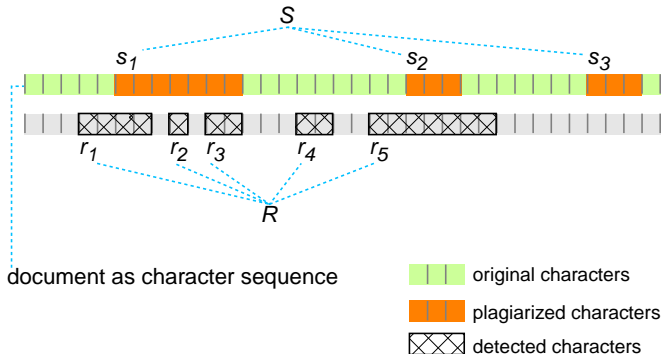 S
s1 s2 s3
r1 r2 r3 r4 r5
R
document as character sequence
original characters
plagiarized characters
detected characters